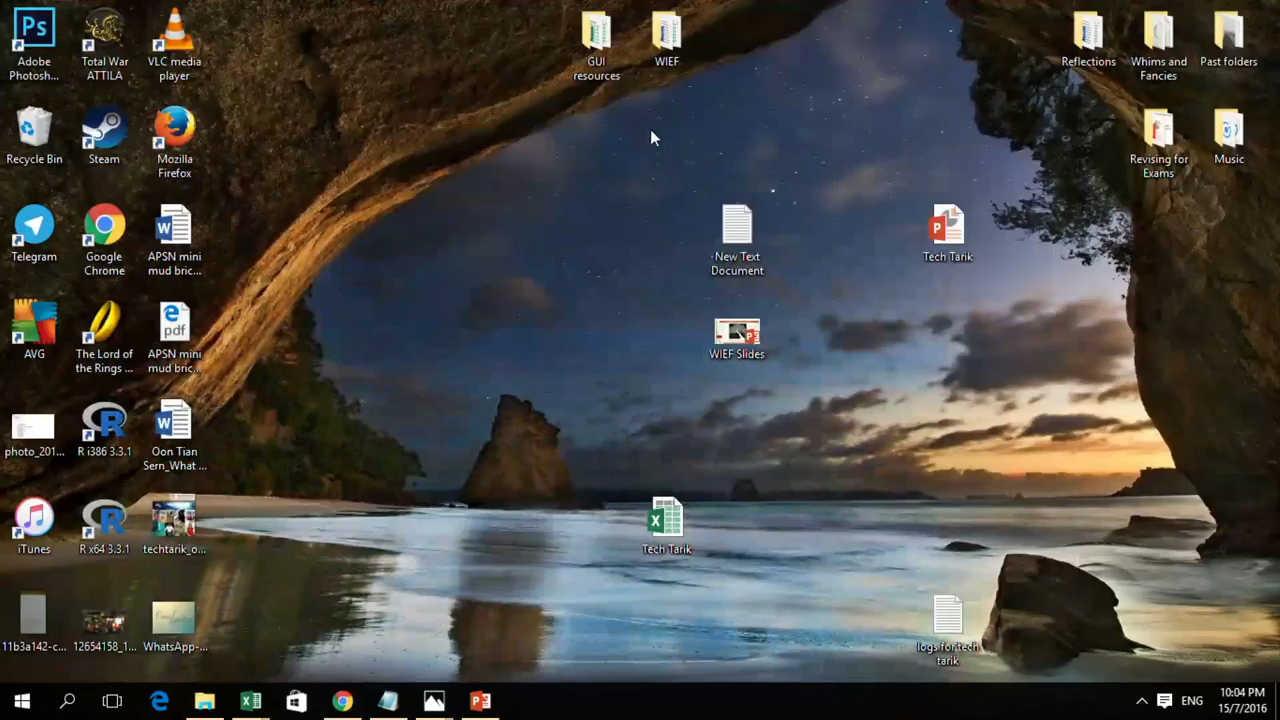 Ps
Adobe
Photosh...
Total War
ATTILA
VLC media
player
GUI
resources
WIEF
Reflections
Whims and
Fancies
Past folders
Recycle Bin
Steam
Mozilla
Firefox
Revising for
Exams
Music
Telegram
Google
Chrome
W
APSN mini
mud bric...
New Text
Document
P
Tech Tarik
AVG
The Lord of
the Rings ...
pdf
APSN mini
mud bric...
WIEF Slides
photo_201...
R i386 3.3.1
W
Oon Tian
Sern_What ...
iTunes
R x64 3.3.1
techtarik_o...
X
Tech Tarik
11b3a142-c...
12654158_1...
WhatsApp-...
logs for tech
tarik
ENG
10:04 PM
15/7/2016